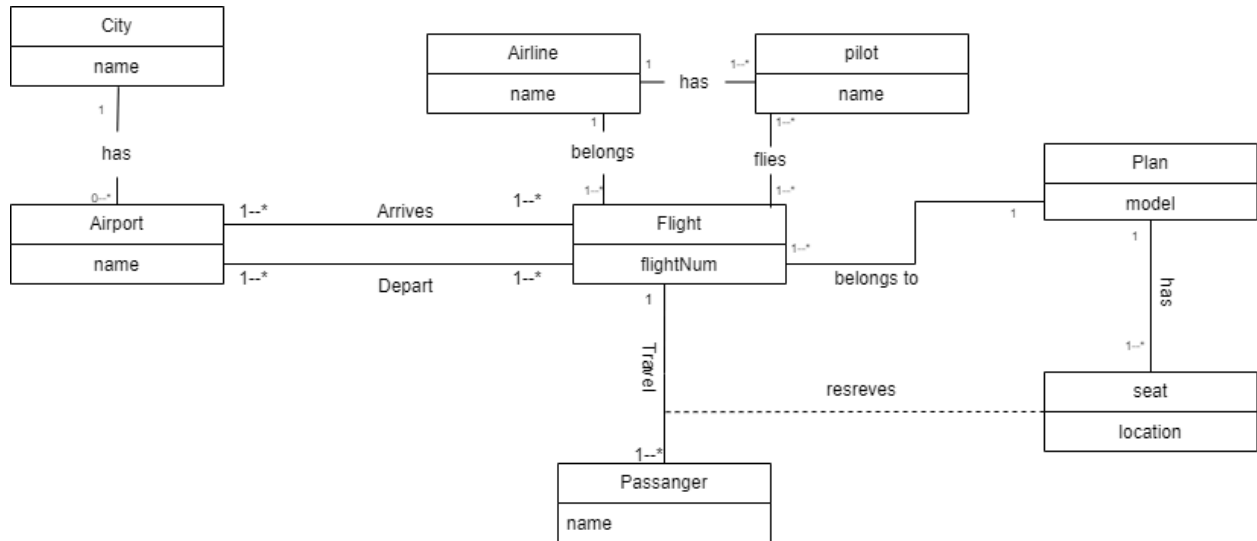 City
name
1
has
0--*
Airport
name
Airline
name
1
has
1--*
pilot
name
1
belongs
1--*
1--*
flies
1--*
1--*
Arrives
1--*
1--*
Depart
1--*
Flight
flightNum
1--*
belongs to
1
Plan
model
1
has
1--*
seat
location
1
Travel
resreves
1--*
Passanger
name